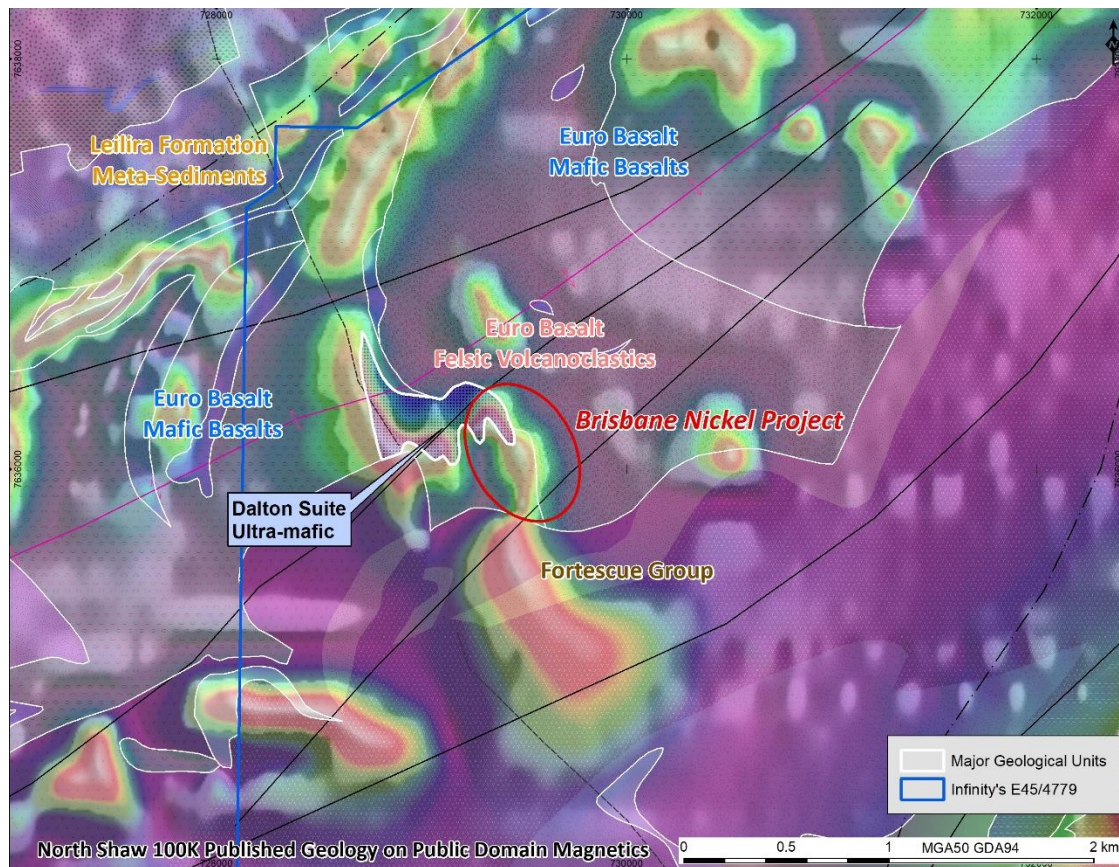 728000
730000
732000
7638000
Leilira Formation
Meta-Sediments
Euro Basalt
Mafic Basalts
Euro Basalt
Felsic Volcanoclastics
Euro Basalt
Mafic Basalts
Brisbane Nickel Project
7636000
Dalton Suite
Ultra-mafic
Fortescue Group
Major Geological Units
Infinity's E45/4779
North Shaw 100K Published Geology on Public Domain Magnetics
0 0.5 1 MGA50 GDA94 2 km
728000
730000